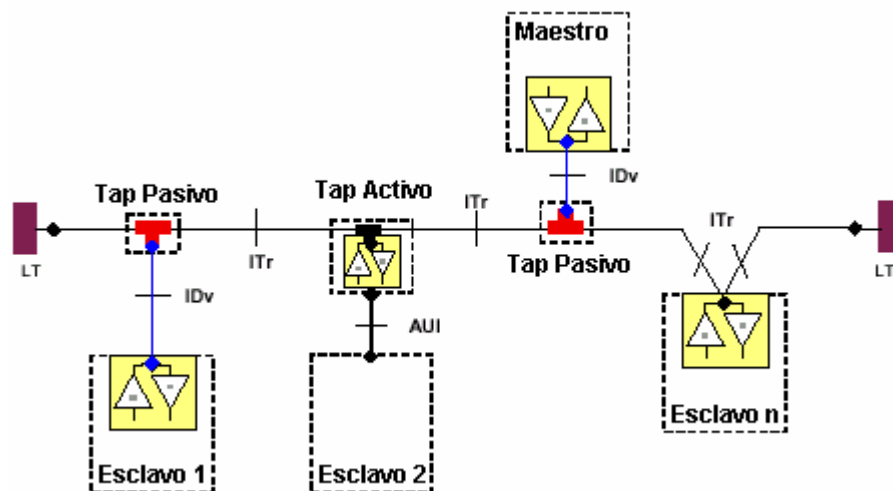 Maestro
Tap Pasivo
Tap Activo
IDv
ITr
ITr
LT
ITr
Tap Pasivo
LT
IDv
AUI
Esclavo n
Esclavo 1
Esclavo 2